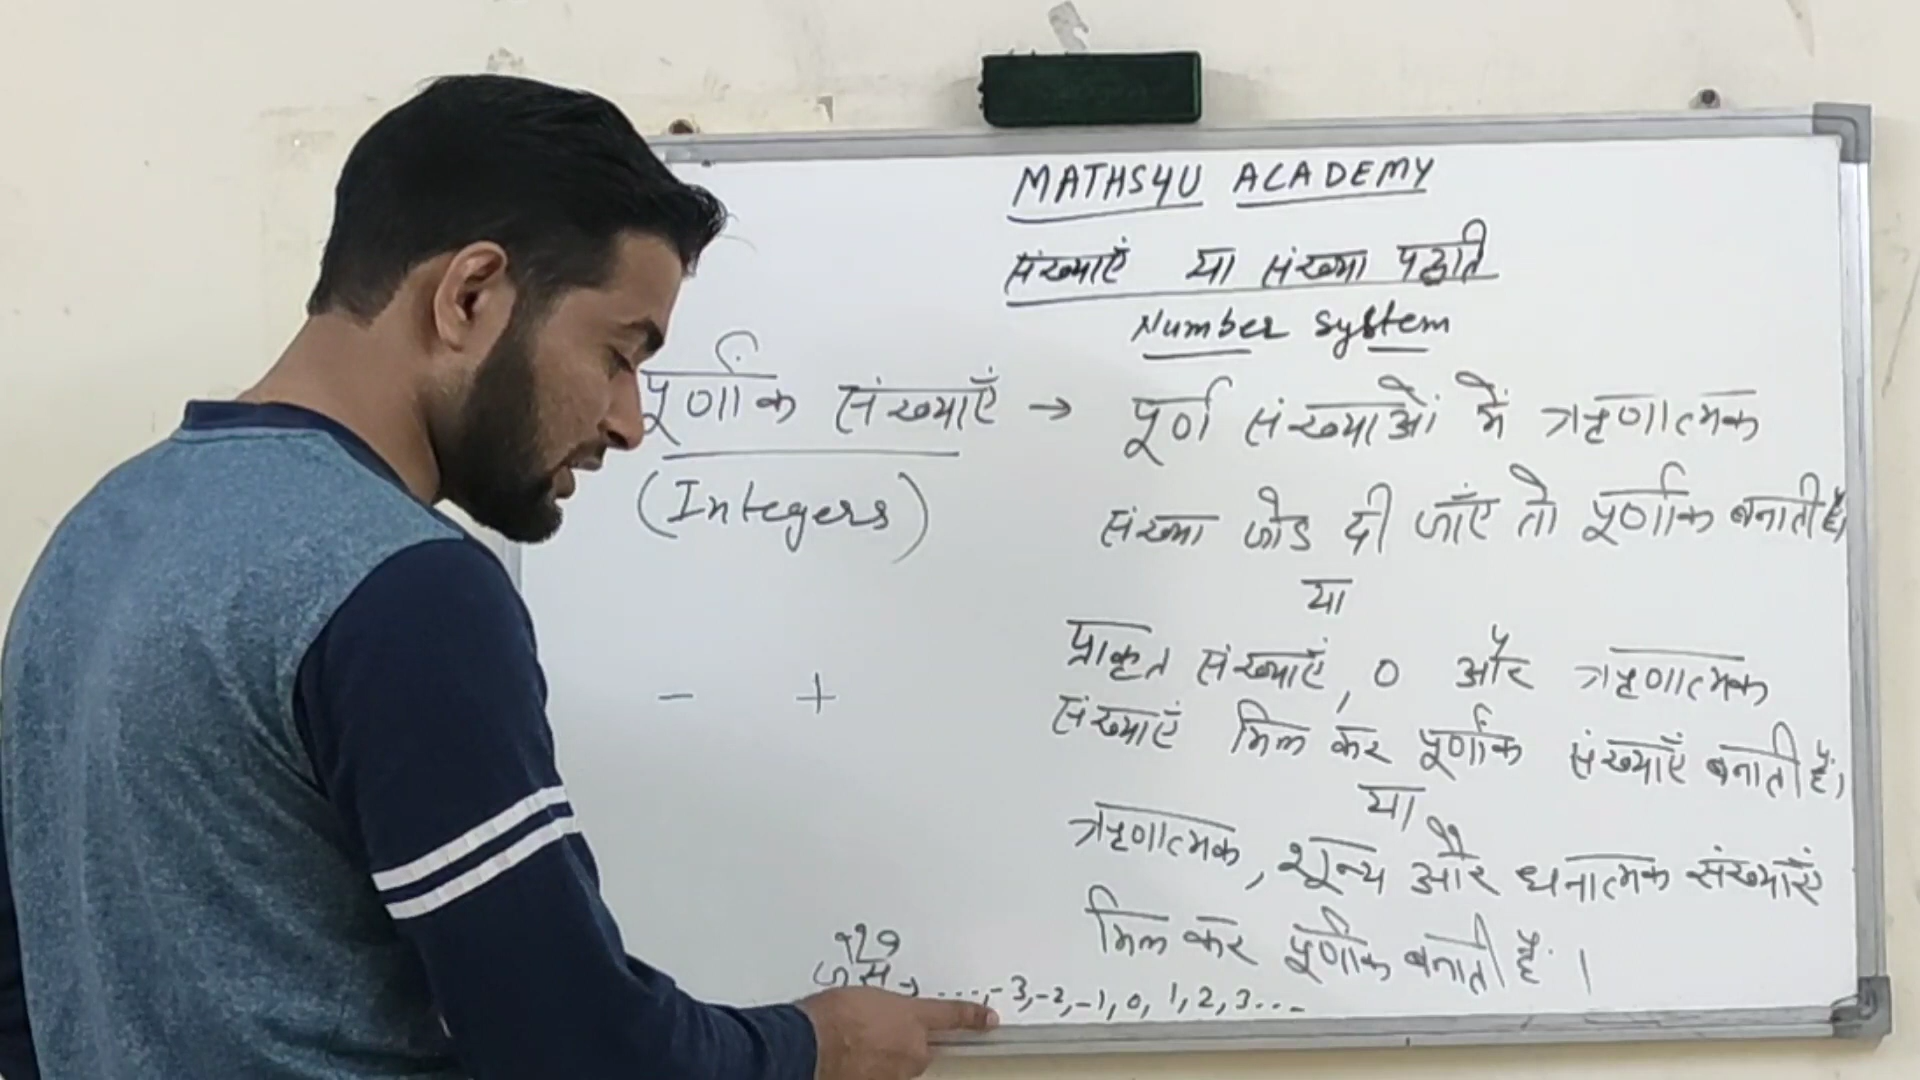 MATHS4U ACADEMY
संख्याएं या संख्या पद्धति
Number System
पूर्णांक संख्याएँ → पूर्ण संख्याओं में ऋणात्मक
(Integers)
संख्या जोड दी जाएं तो पूर्णांक बनाती है।
या
- +
प्राकृत संख्याएं, 0 और ऋणात्मक
संख्याएं मिल कर पूर्णांक संख्याएँ बनाती हैं।
या
ऋणात्मक, शून्य और धनात्मक संख्याएं
मिल कर पूर्णांक बनाती हैं।
जैसे → ...,-3,-2,-1,0,1,2,3...